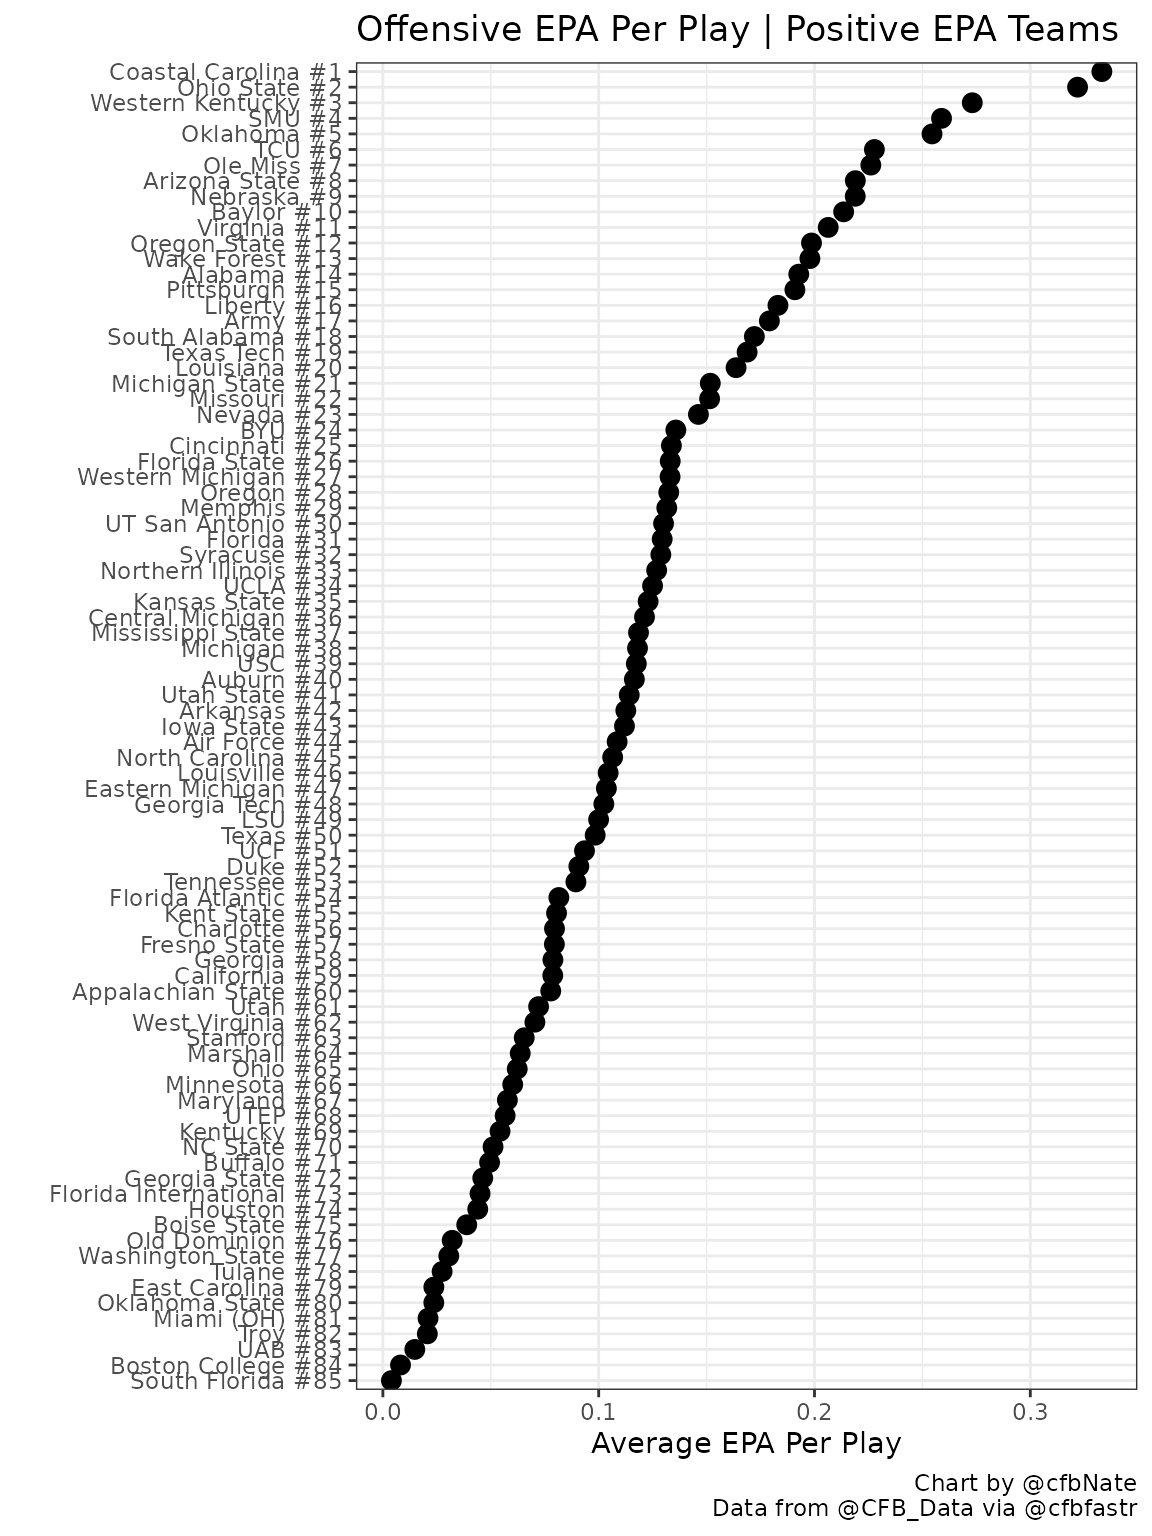 Offensive EPA Per Play | Positive EPA Teams
Coastal Carolina #1
Ohio State #2
Western Kentucky #3
SMU #4
Oklahoma #5
TCU #6
Ole Miss #7
Arizona State #8
Nebraska #9
Baylor #10
Virginia #11
Oregon State #12
Wake Forest #13
Alabama #14
Pittsburgh #15
Liberty #16
Army #17
South Alabama #18
Texas Tech #19
Louisiana #20
Michigan State #21
Missouri #22
Nevada #23
BYU #24
Cincinnati #25
Florida State #26
Western Michigan #27
Oregon #28
Memphis #29
UT San Antonio #30
Florida #31
Syracuse #32
Northern Illinois #33
UCLA #34
Kansas State #35
Central Michigan #36
Mississippi State #37
Michigan #38
USC #39
Auburn #40
Utah State #41
Arkansas #42
Iowa State #43
Air Force #44
North Carolina #45
Louisville #46
Eastern Michigan #47
Georgia Tech #48
LSU #49
Texas #50
UCF #51
Duke #52
Tennessee #53
Florida Atlantic #54
Kent State #55
Charlotte #56
Fresno State #57
Georgia #58
California #59
Appalachian State #60
Utah #61
West Virginia #62
Stanford #63
Marshall #64
Ohio #65
Minnesota #66
Maryland #67
UTEP #68
Kentucky #69
NC State #70
Buffalo #71
Georgia State #72
Florida International #73
Houston #74
Boise State #75
Old Dominion #76
Washington State #77
Tulane #78
East Carolina #79
Oklahoma State #80
Miami (OH) #81
Troy #82
UAB #83
Boston College #84
South Florida #85
0.0 0.1 0.2 0.3
Average EPA Per Play
Chart by @cfbNate
Data from @CFB_Data via @cfbfastr